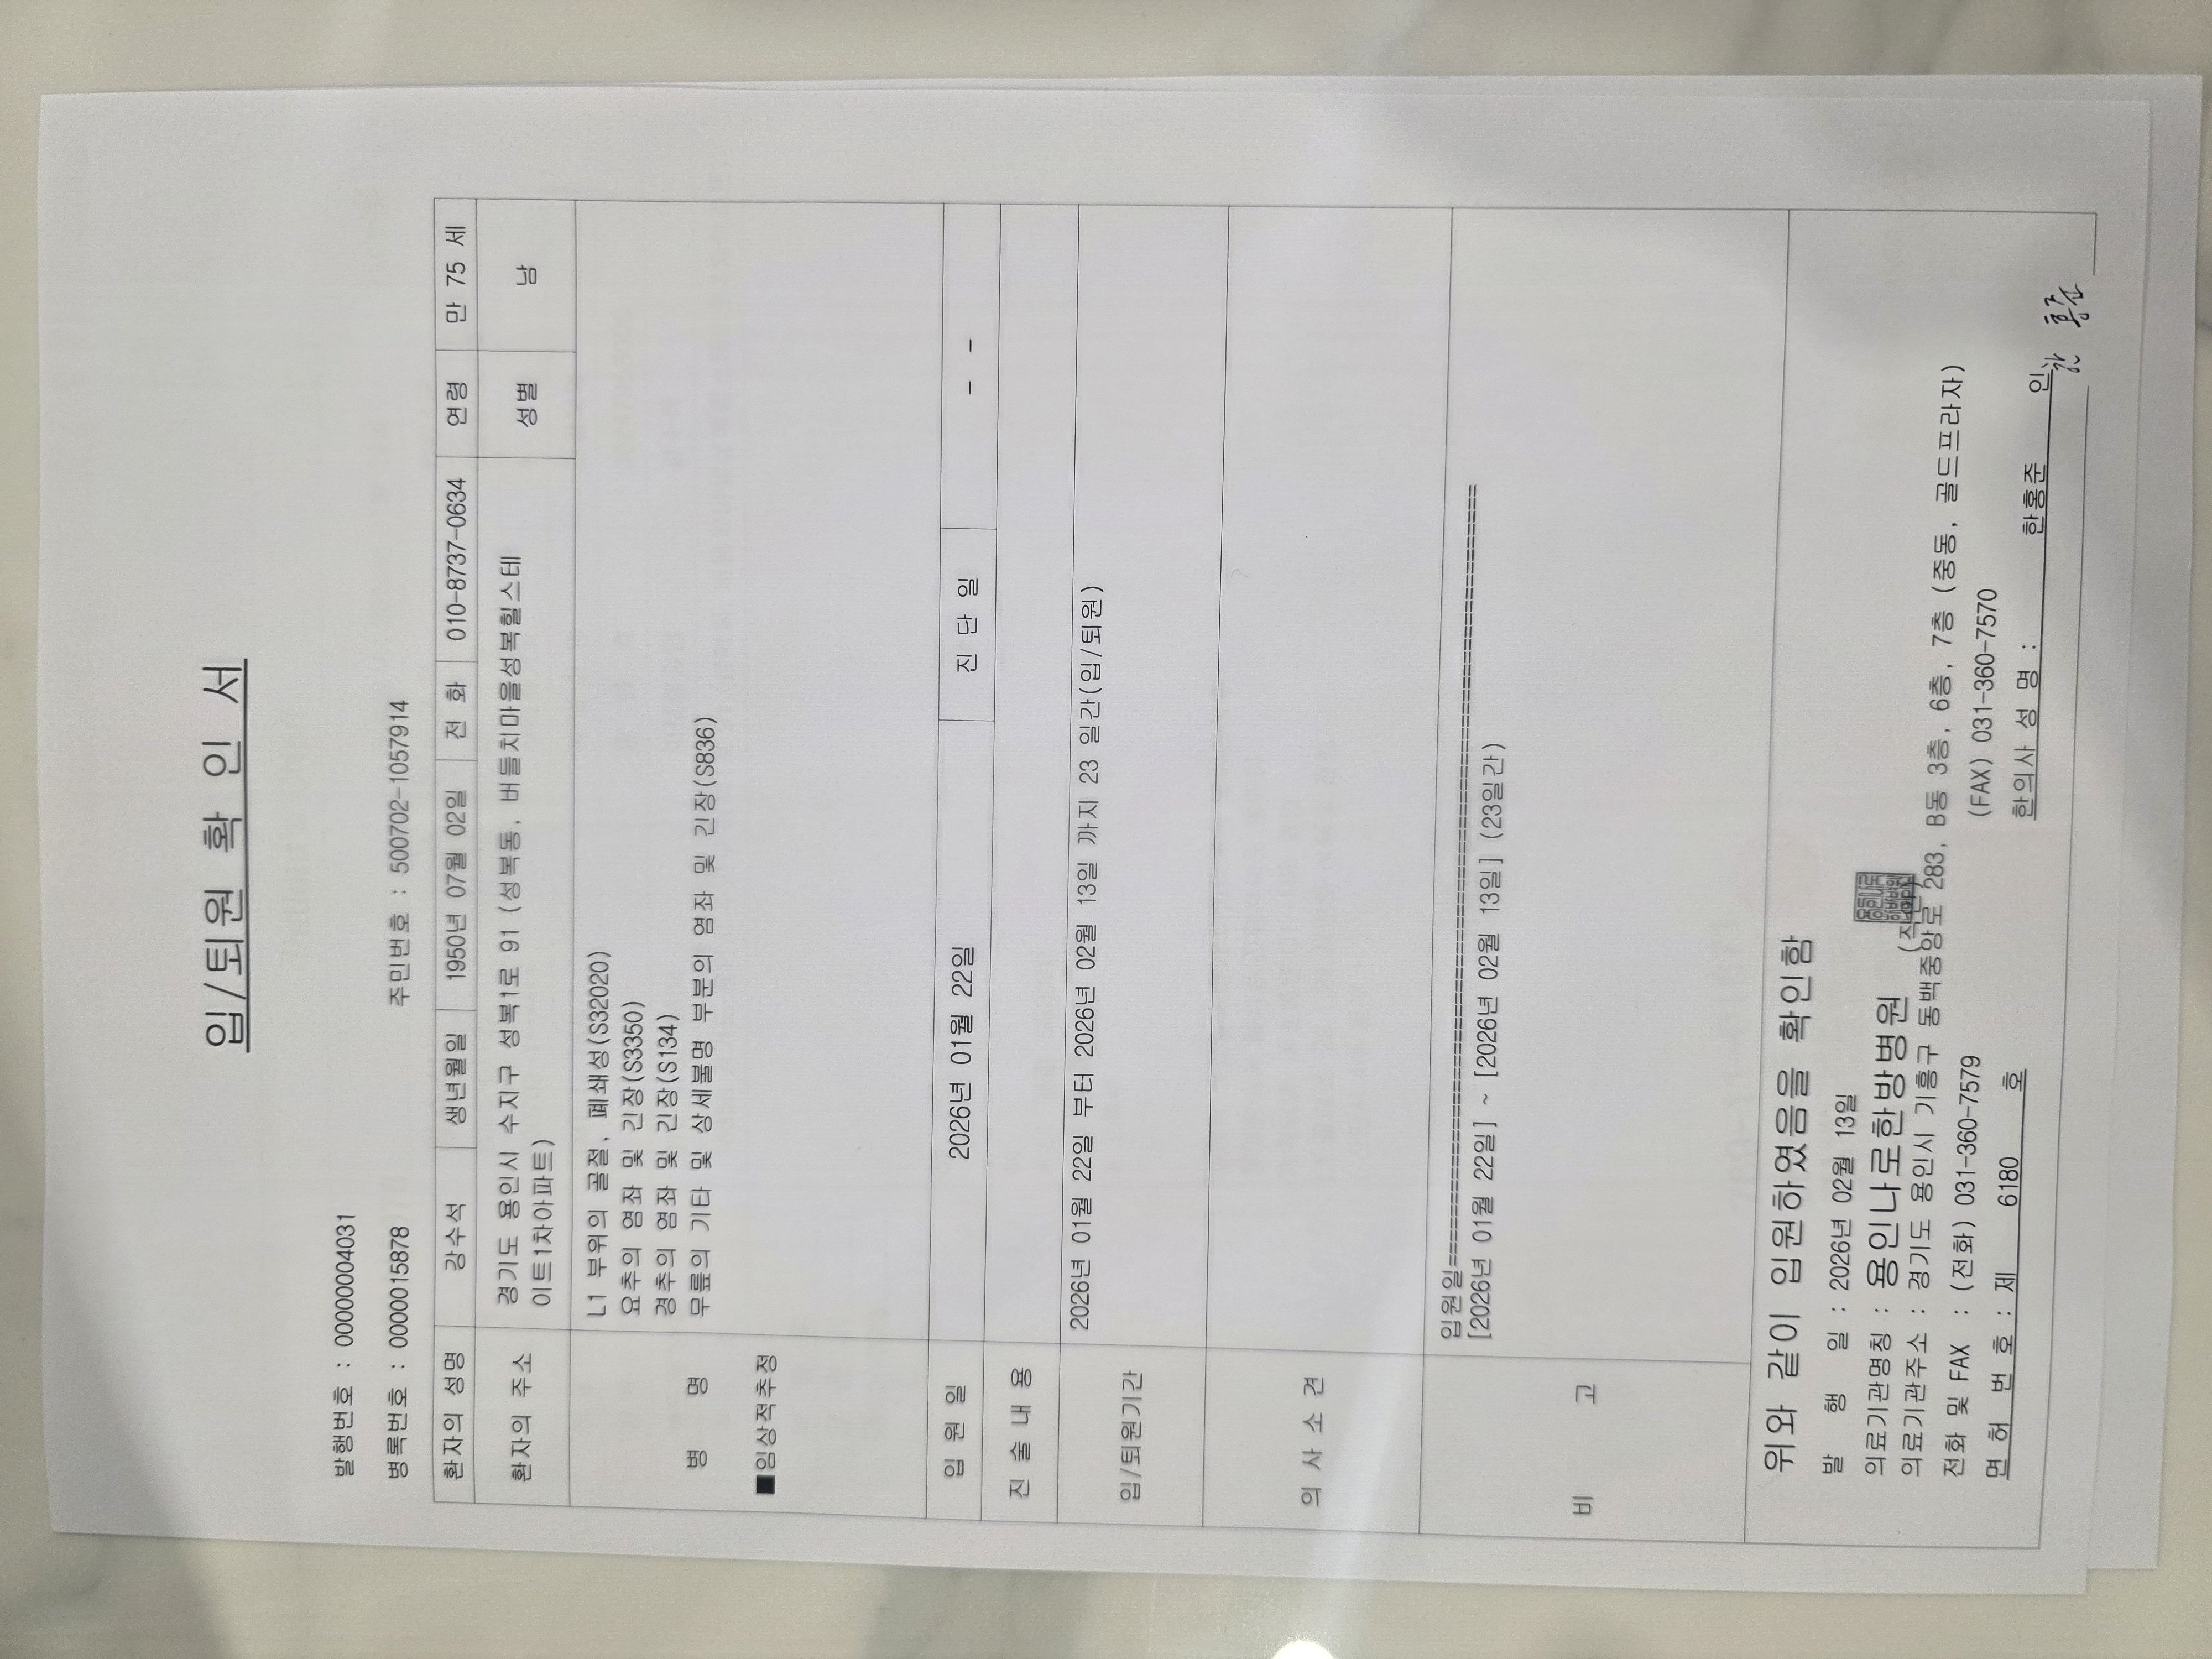 입/퇴원 확 인 서
발행번호 : 0000004031
병록번호 : 0000015878 주민번호 : 500702-1057914
환자의 성명 강수석 생년월일 1950년 07월 02일 전 화 010-8737-0634 연령 만 75 세
환자의 주소 경기도 용인시 수지구 성복1로 91 (성복동, 버들치마을성복힐스테 성별 남
이트1차아파트)
병 명
■임상적추정
L1 부위의 골절, 폐쇄성(S32020)
요추의 염좌 및 긴장(S3350)
경추의 염좌 및 긴장(S134)
무릎의 기타 및 상세불명 부분의 염좌 및 긴장(S836)
입 원 일 2026년 01월 22일 진 단 일 - -
진 술 내 용
입/퇴원기간 2026년 01월 22일 부터 2026년 02월 13일 까지 23 일간(입/퇴원)
의 사 소 견
비 고
입원일==========================================================================
[2026년 01월 22일] ~ [2026년 02월 13일] (23일간)
위와 같이 입원하였음을 확인함
발 행 일 : 2026년 02월 13일
의료기관명칭 : 용인나로한방병원 (직인)
의료기관주소 : 경기도 용인시 기흥구 동백중앙로 283, B동 3층, 6층, 7층 (중동, 골드프라자)
전화 및 FAX : (전화) 031-360-7579 (FAX) 031-360-7570
면 허 번 호 : 제 6180 호 한의사 성 명 : 한홍준 인